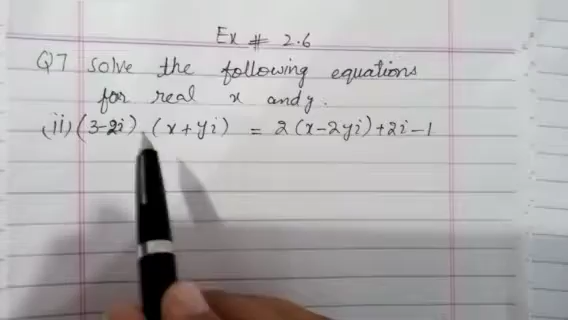 Ex # 2.6
Q7 solve the following equations
for real x and y.
(ii) (3-2i) (x+yi) = 2(x-2yi)+2i-1